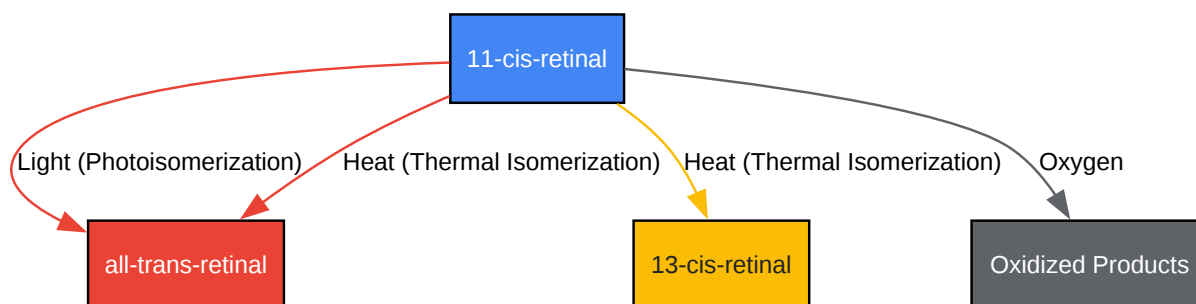 11-cis-retinal
Light (Photoisomerization)
Heat (Thermal Isomerization)
Heat (Thermal Isomerization)
Oxygen
all-trans-retinal
13-cis-retinal
Oxidized Products